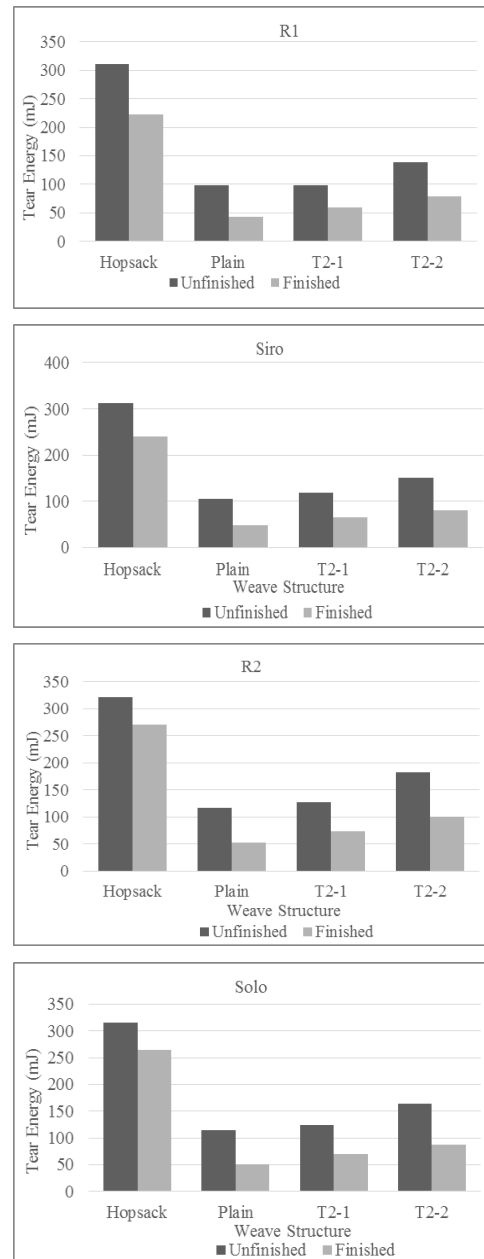 R1
Tear Energy (mJ)
350
300
250
200
150
100
50
0
Hopsack Plain T2-1 T2-2
Unfinished Finished
Siro
Tear Energy (mJ)
400
300
200
100
0
Hopsack Plain T2-1 T2-2
Weave Structure
Unfinished Finished
R2
Tear Energy (mJ)
350
300
250
200
150
100
50
0
Hopsack Plain T2-1 T2-2
Weave Structure
Unfinished Finished
Solo
Tear Energy (mJ)
350
300
250
200
150
100
50
0
Hopsack Plain T2-1 T2-2
Weave Structure
Unfinished Finished